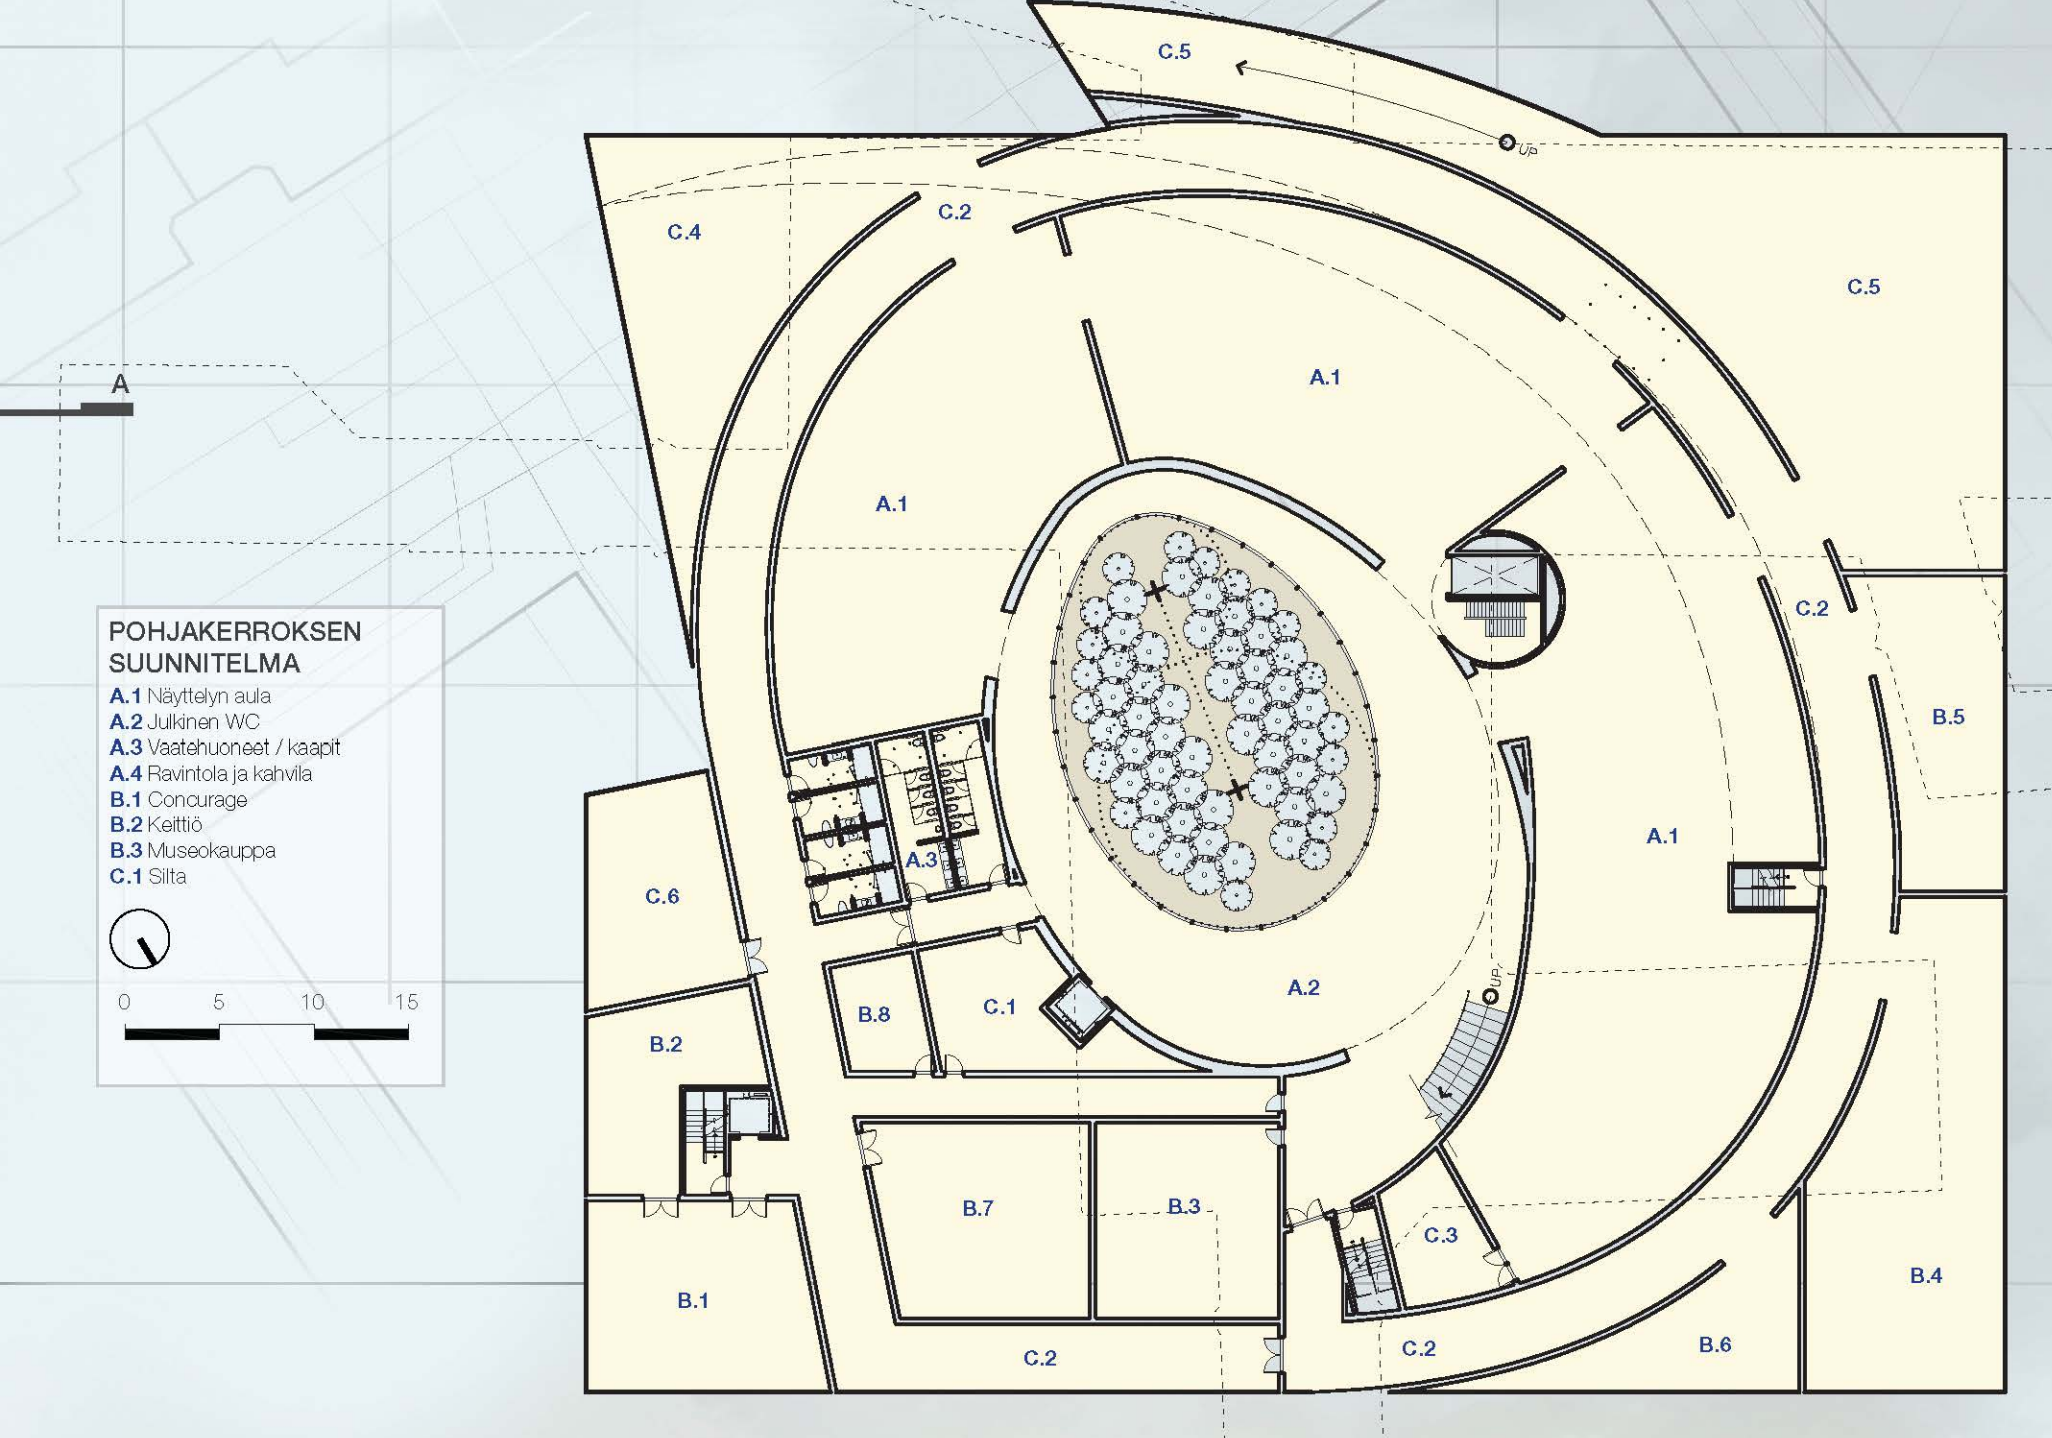 C.5
UP
C.2
C.4
C.5
A.1
A
A.1
C.2
B.5
POHJAKERROKSEN
SUUNNITELMA
A.1 Näyttelyn aula
A.2 Julkinen WC
A.3 Vaatehuoneet / kaapit
A.4 Ravintola ja kahvila
B.1 Concurage
B.2 Keittiö
B.3 Museokauppa
C.1 Silta
0 5 10 15
A.1
A.3
C.6
A.2
UP
B.8
C.1
B.2
B.7
B.3
C.3
B.4
B.1
C.2
C.2
B.6